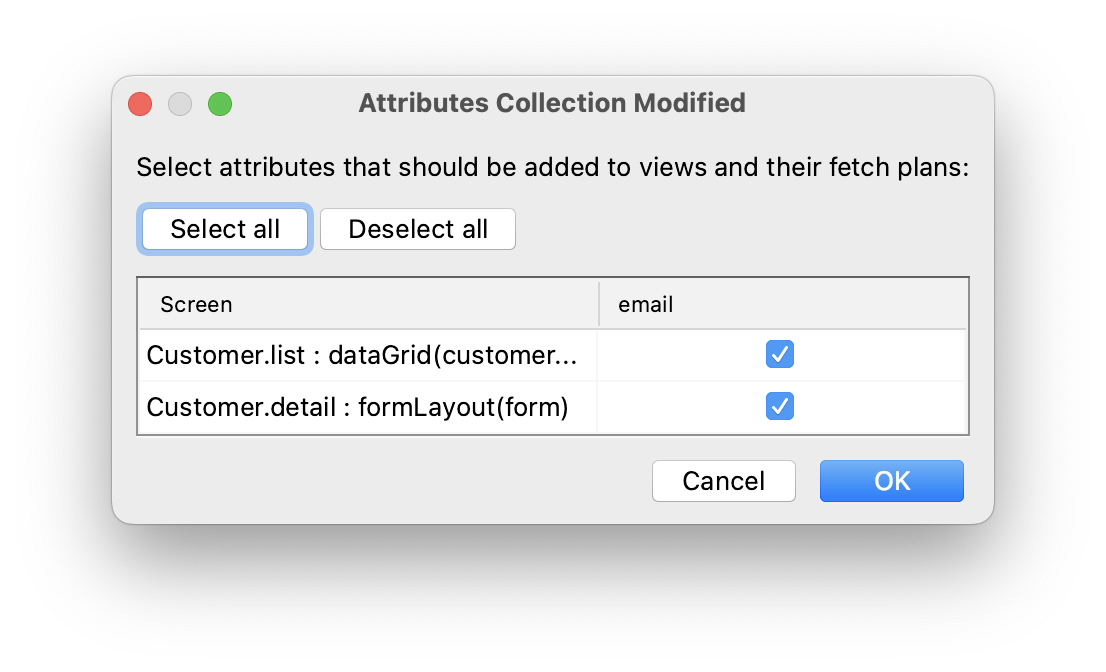 Attributes Collection Modified
Select attributes that should be added to views and their fetch plans:
Select all Deselect all
Screen email
Customer.list : dataGrid(customer...
Customer.detail : formLayout(form)
Cancel OK